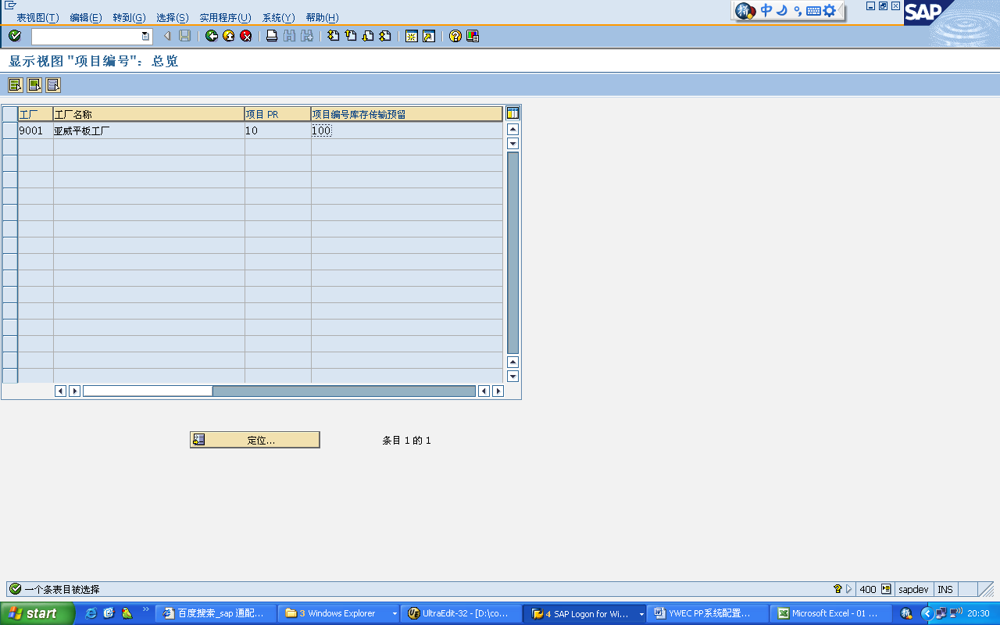 表视图(T) 编辑(E) 转到(G) 选择(S) 实用程序(U) 系统(Y) 帮助(H)
中
SAP
显示视图 "项目编号": 总览
工厂 工厂名称 项目 PR 项目编号库存传输预留
9001 亚威平板工厂 10 100
定位... 条目 1 的 1
一个条表目被选择 400 sapdev INS
start 百度搜索_sap 通配... 3 Windows Explorer UltraEdit-32 - [D:\co... 4 SAP Logon for Wi... YWEC PP系统配置... Microsoft Excel - 01 ... 20:30